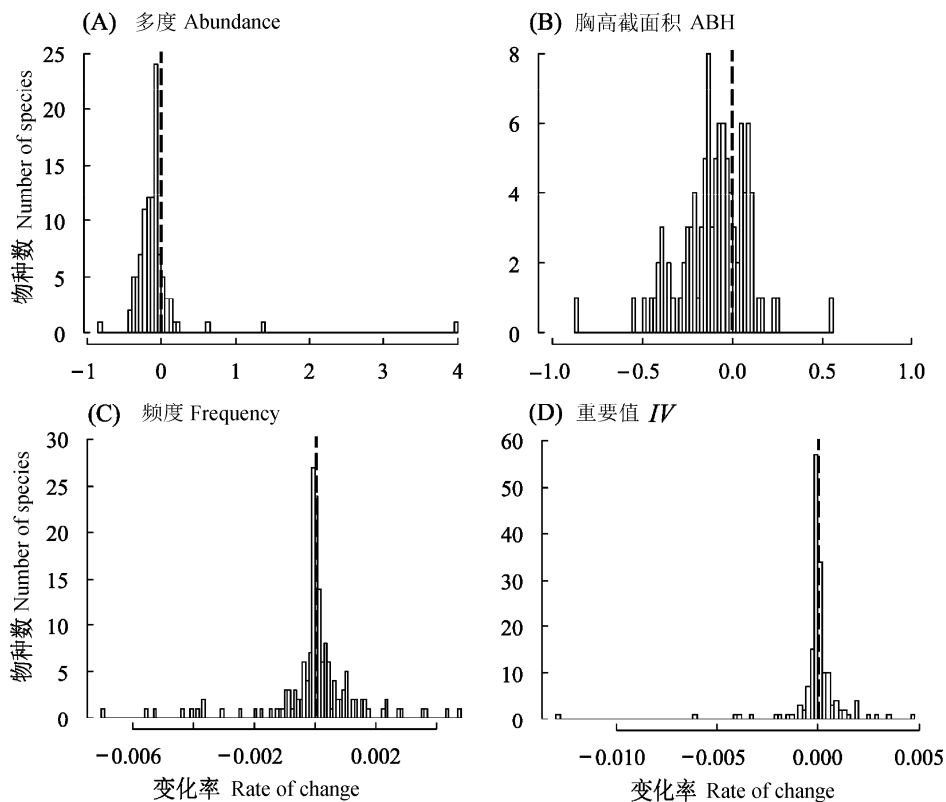 (A) 多度 Abundance
25
20
15
10
5
0
−1 0 1 2 3 4
物种数 Number of species
(B) 胸高截面积 ABH
8
6
4
2
0
−1.0 −0.5 0.0 0.5 1.0
(C) 频度 Frequency
30
25
20
15
10
5
0
−0.006 −0.002 0.002
物种数 Number of species
变化率 Rate of change
(D) 重要值 IV
60
50
40
30
20
10
0
−0.010 −0.005 0.000 0.005
变化率 Rate of change